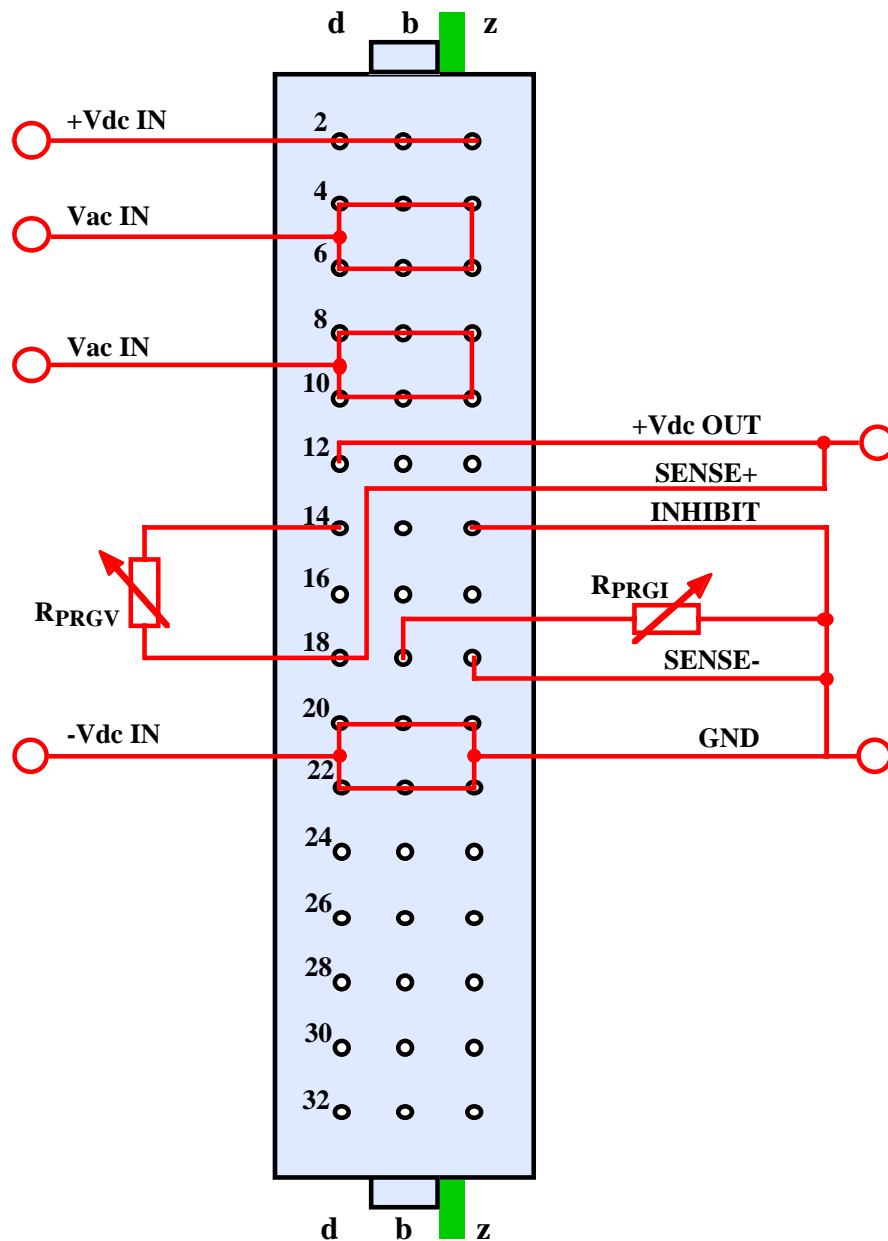 d b z
2
+Vdc IN
4
Vac IN
6
8
Vac IN
10
+Vdc OUT
12
SENSE+
14
INHIBIT
16
RPRGI
RPRGV
18
SENSE-
20
-Vdc IN
GND
22
24
26
28
30
32
d b z